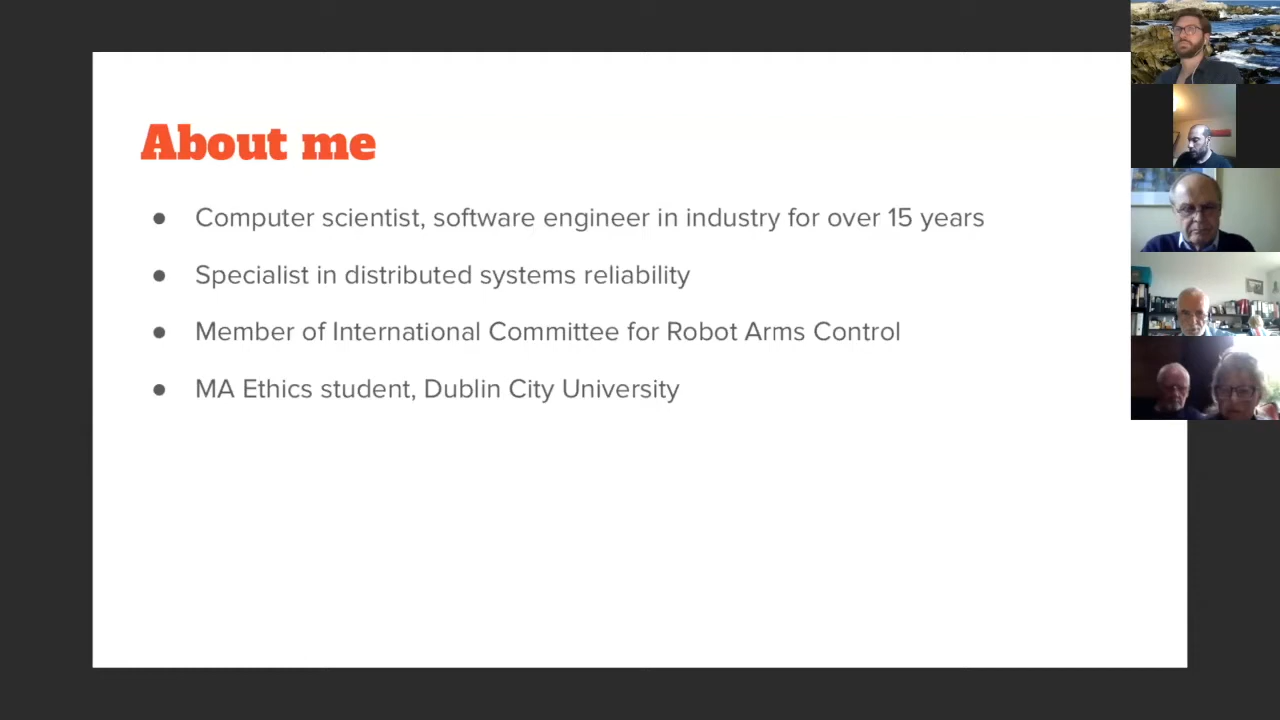 About me
● Computer scientist, software engineer in industry for over 15 years
● Specialist in distributed systems reliability
● Member of International Committee for Robot Arms Control
● MA Ethics student, Dublin City University